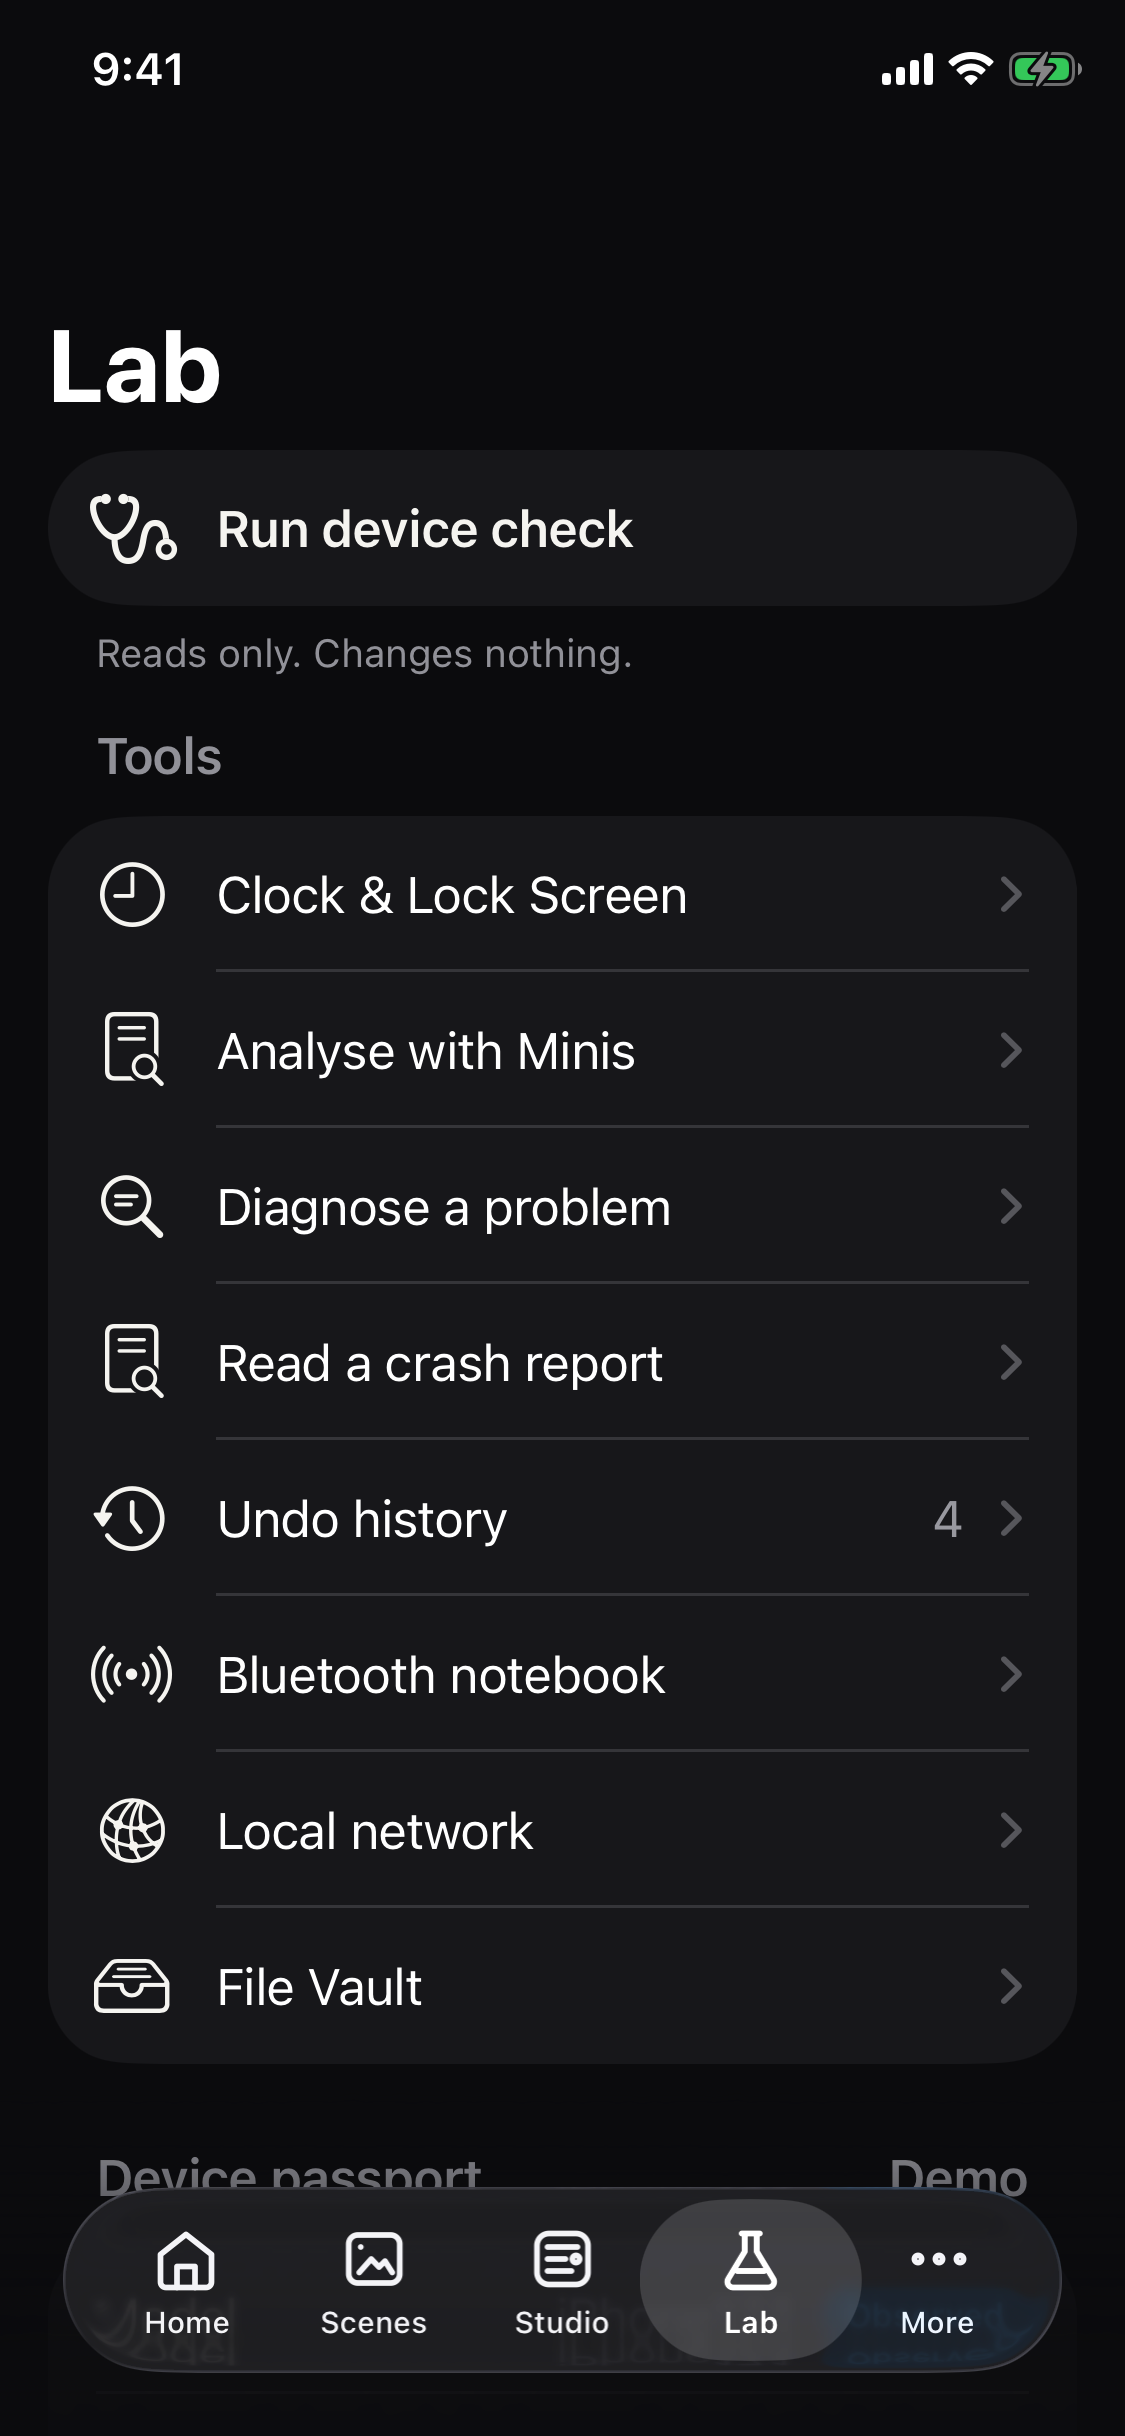 9:41
Lab
Run device check
Reads only. Changes nothing.
Tools
Clock & Lock Screen
Analyse with Minis
Diagnose a problem
Read a crash report
Undo history 4
Bluetooth notebook
Local network
File Vault
Device passport Demo
Home Scenes Studio Lab More